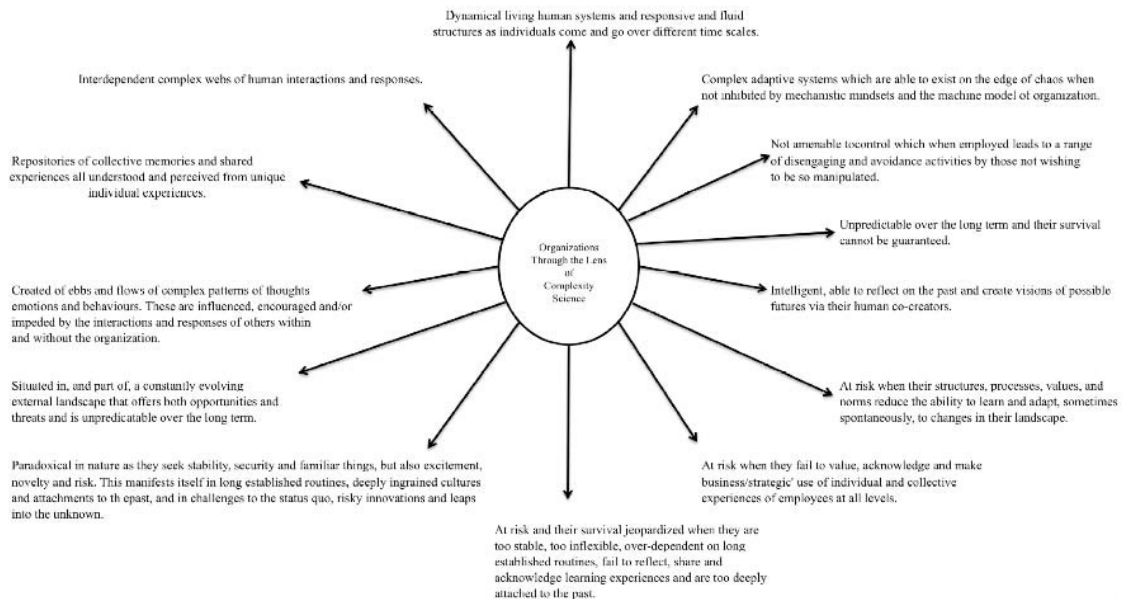 Dynamical living human systems and responsive and fluid
structures as individuals come and go over different time scales.
Interdependent complex webs of human interactions and responses.
Complex adaptive systems which are able to exist on the edge of chaos when
not inhibited by mechanistic mindsets and the machine model of organization.
Not amenable tocontrol which when employed leads to a range
of disengaging and avoidance activities by those not wishing
to be so manipulated.
Repositories of collective memories and shared
experiences all understood and perceived from unique
individual experiences.
Unpredictable over the long term and their survival
cannot be guaranteed.
Organizations
Through the Lens
of
Complexity
Science
Created of ebbs and flows of complex patterns of thoughts
emotions and behaviours. These are influenced, encouraged and/or
impeded by the interactions and responses of others within
and without the organization.
Intelligent, able to reflect on the past and create visions of possible
futures via their human co-creators.
Situated in, and part of, a constantly evolving
external landscape that offers both opportunities and
threats and is unpredicatable over the long term.
At risk when their structures, processes, values, and
norms reduce the ability to learn and adapt, sometimes
spontaneously, to changes in their landscape.
Paradoxical in nature as they seek stability, security and familiar things, but also excitement,
novelty and risk. This manifests itself in long established routines, deeply ingrained cultures
and attachments to th epast, and in challenges to the status quo, risky innovations and leaps
into the unknown.
At risk when they fail to value, acknowledge and make
business/strategic' use of individual and collective
experiences of employees at all levels.
At risk and their survival jeopardized when they are
too stable, too inflexible, over-dependent on long
established routines, fail to reflect, share and
acknowledge learning experiences and are too deeply
attached to the past.